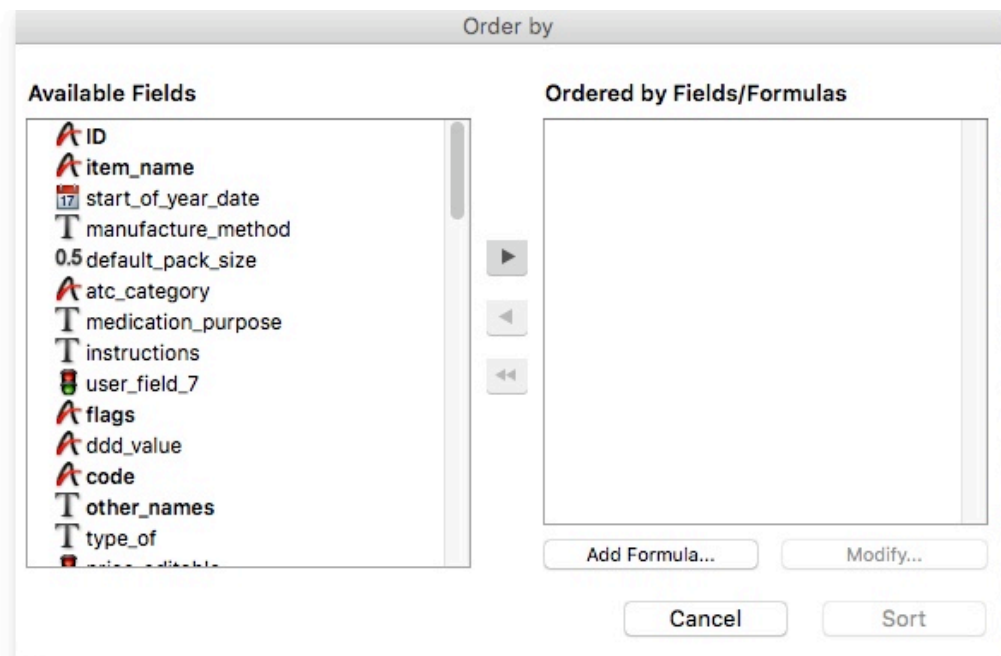 Order by
Available Fields
Ordered by Fields/Formulas
ID
item_name
17 start_of_year_date
T manufacture_method
0.5 default_pack_size
atc_category
T medication_purpose
T instructions
user_field_7
flags
ddd_value
code
T other_names
T type_of
Add Formula...
Modify...
Cancel
Sort